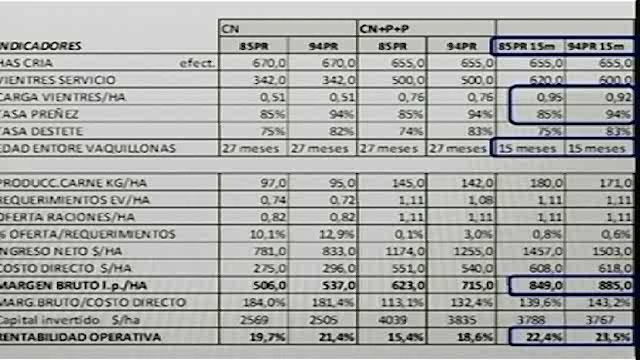 CN CN+P+P
INDICADORES 85PR 94PR 85PR 94PR 85PR 15m 94PR 15m
HAS CRIA efect. 670,0 670,0 655,0 655,0 655,0 655,0
VIENTRES SERVICIO 342,0 342,0 500,0 500,0 620,0 600,0
CARGA VIENTRES/HA 0,51 0,51 0,76 0,76 0,95 0,92
TASA PREÑEZ 85% 94% 85% 94% 85% 94%
TASA DESTETE 75% 82% 74% 83% 75% 83%
EDAD ENTORE VAQUILLONAS 27 meses 27 meses 27 meses 27 meses 15 meses 15 meses
PRODUCC.CARNE KG/HA 97,0 95,0 145,0 142,0 180,0 171,0
REQUERIMIENTOS EV/HA 0,74 0,72 1,11 1,08 1,11 1,11
OFERTA RACIONES/HA 0,82 0,82 1,11 1,11 1,11 1,11
% OFERTA/REQUERIMIENTOS 10,1% 12,9% 0,1% 3,0% 0,8% 0,6%
INGRESO NETO $/HA 781,0 833,0 1174,0 1255,0 1457,0 1503,0
COSTO DIRECTO $/HA 275,0 296,0 551,0 540,0 608,0 618,0
MARGEN BRUTO I.p./HA 506,0 537,0 623,0 715,0 849,0 885,0
MARG.BRUTO/COSTO DIRECTO 184,0% 181,4% 113,1% 132,4% 139,6% 143,2%
Capital invertido $/ha 2569 2505 4039 3835 3788 3767
RENTABILIDAD OPERATIVA 19,7% 21,4% 15,4% 18,6% 22,4% 23,5%